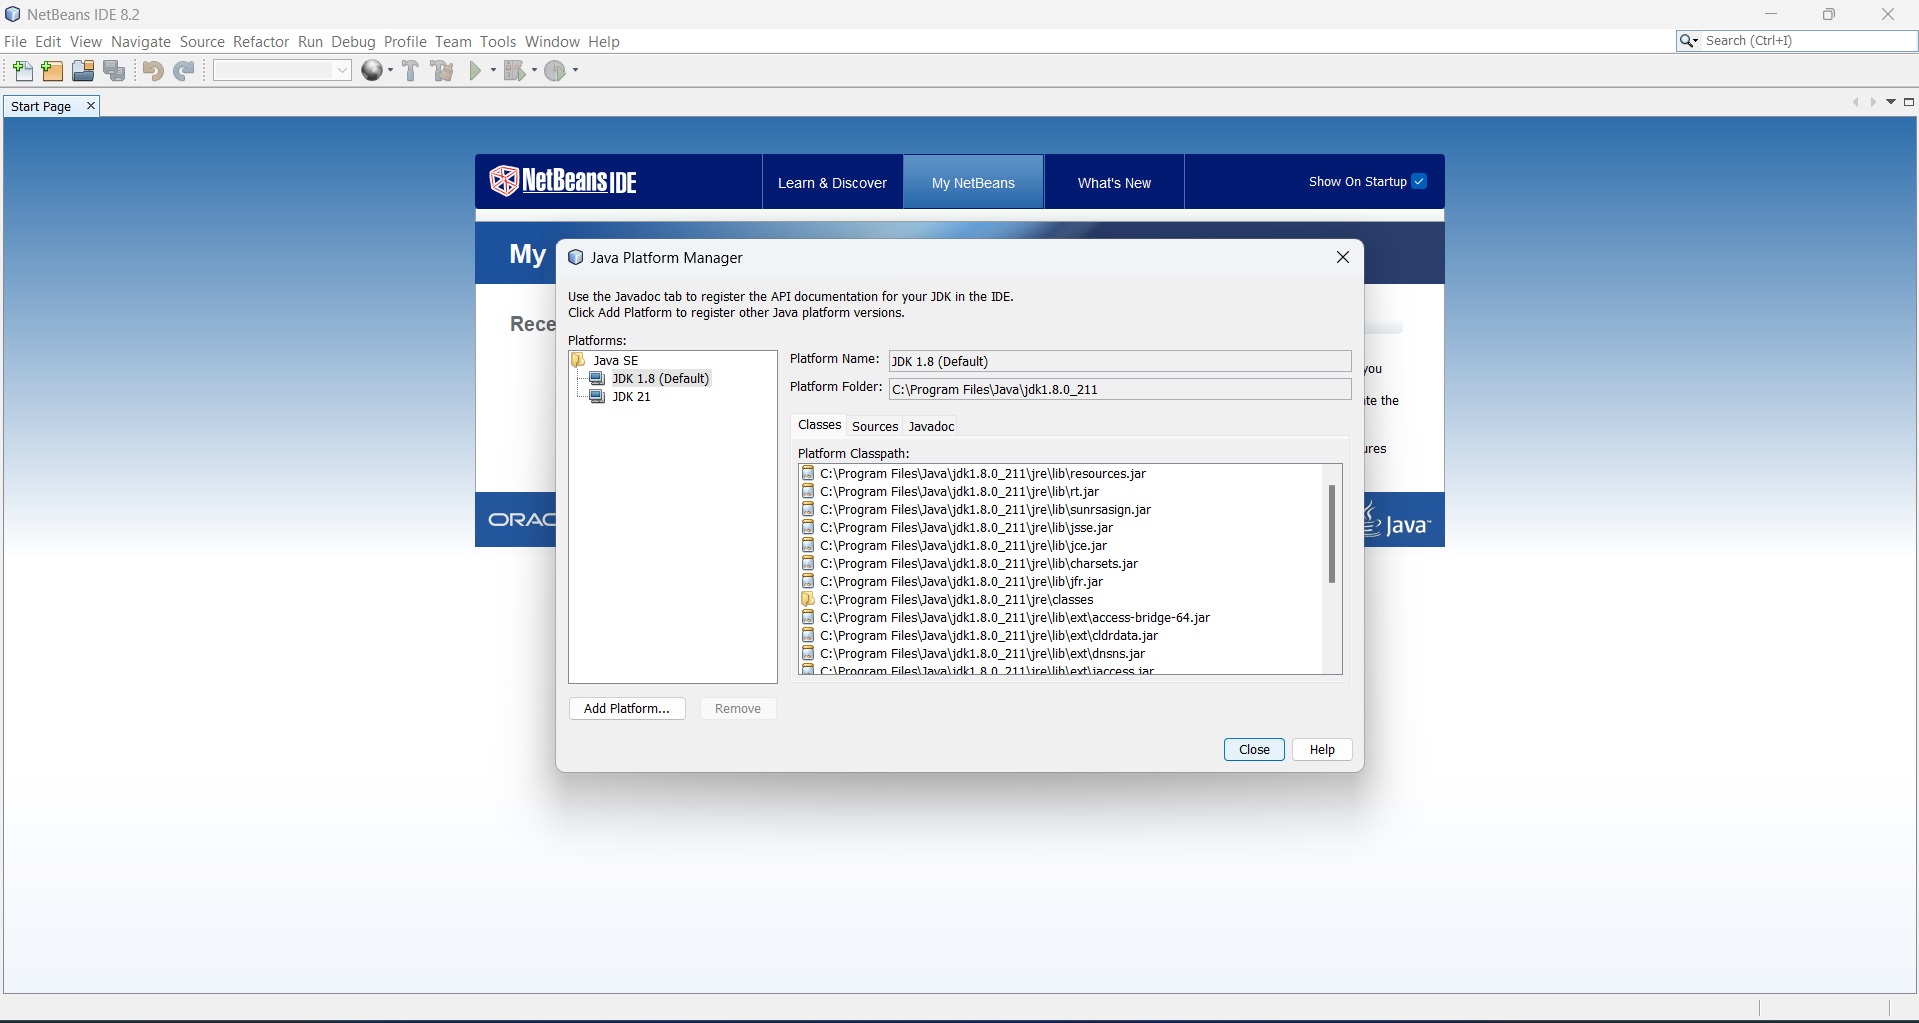 NetBeans IDE 8.2
File Edit View Navigate Source Refactor Run Debug Profile Team Tools Window Help
Search (Ctrl+I)
Start Page
NetBeans IDE
Learn & Discover
My NetBeans
What's New
Show On Startup
My
Java Platform Manager
Use the Javadoc tab to register the API documentation for your JDK in the IDE.
Click Add Platform to register other Java platform versions.
Rece
Platforms:
Java SE
JDK 1.8 (Default)
JDK 21
Platform Name: JDK 1.8 (Default)
Platform Folder: C:\Program Files\Java\jdk1.8.0_211
Classes Sources Javadoc
Platform Classpath:
C:\Program Files\Java\jdk1.8.0_211\jre\lib\resources.jar
C:\Program Files\Java\jdk1.8.0_211\jre\lib\rt.jar
C:\Program Files\Java\jdk1.8.0_211\jre\lib\sunrsasign.jar
C:\Program Files\Java\jdk1.8.0_211\jre\lib\jsse.jar
C:\Program Files\Java\jdk1.8.0_211\jre\lib\jce.jar
C:\Program Files\Java\jdk1.8.0_211\jre\lib\charsets.jar
C:\Program Files\Java\jdk1.8.0_211\jre\lib\jfr.jar
C:\Program Files\Java\jdk1.8.0_211\jre\classes
C:\Program Files\Java\jdk1.8.0_211\jre\lib\ext\access-bridge-64.jar
C:\Program Files\Java\jdk1.8.0_211\jre\lib\ext\cldrdata.jar
C:\Program Files\Java\jdk1.8.0_211\jre\lib\ext\dnsns.jar
C:\Program Files\Java\jdk1.8.0_211\jre\lib\ext\jaccess.jar
you
ate the
ures
ORAC
Java™
Add Platform...
Remove
Close
Help